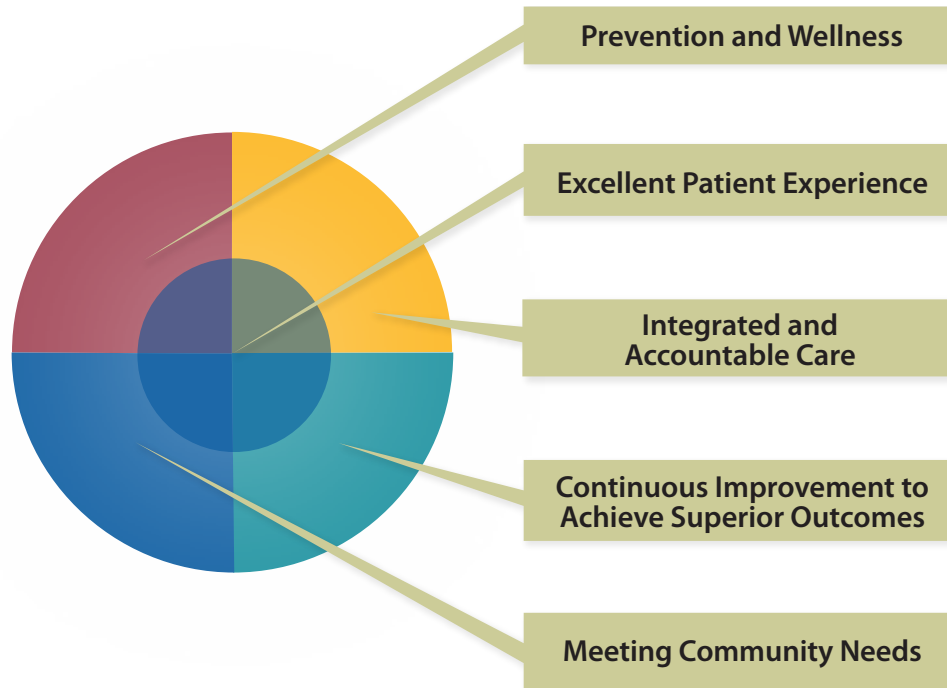 Prevention and Wellness
Excellent Patient Experience
Integrated and
Accountable Care
Continuous Improvement to
Achieve Superior Outcomes
Meeting Community Needs